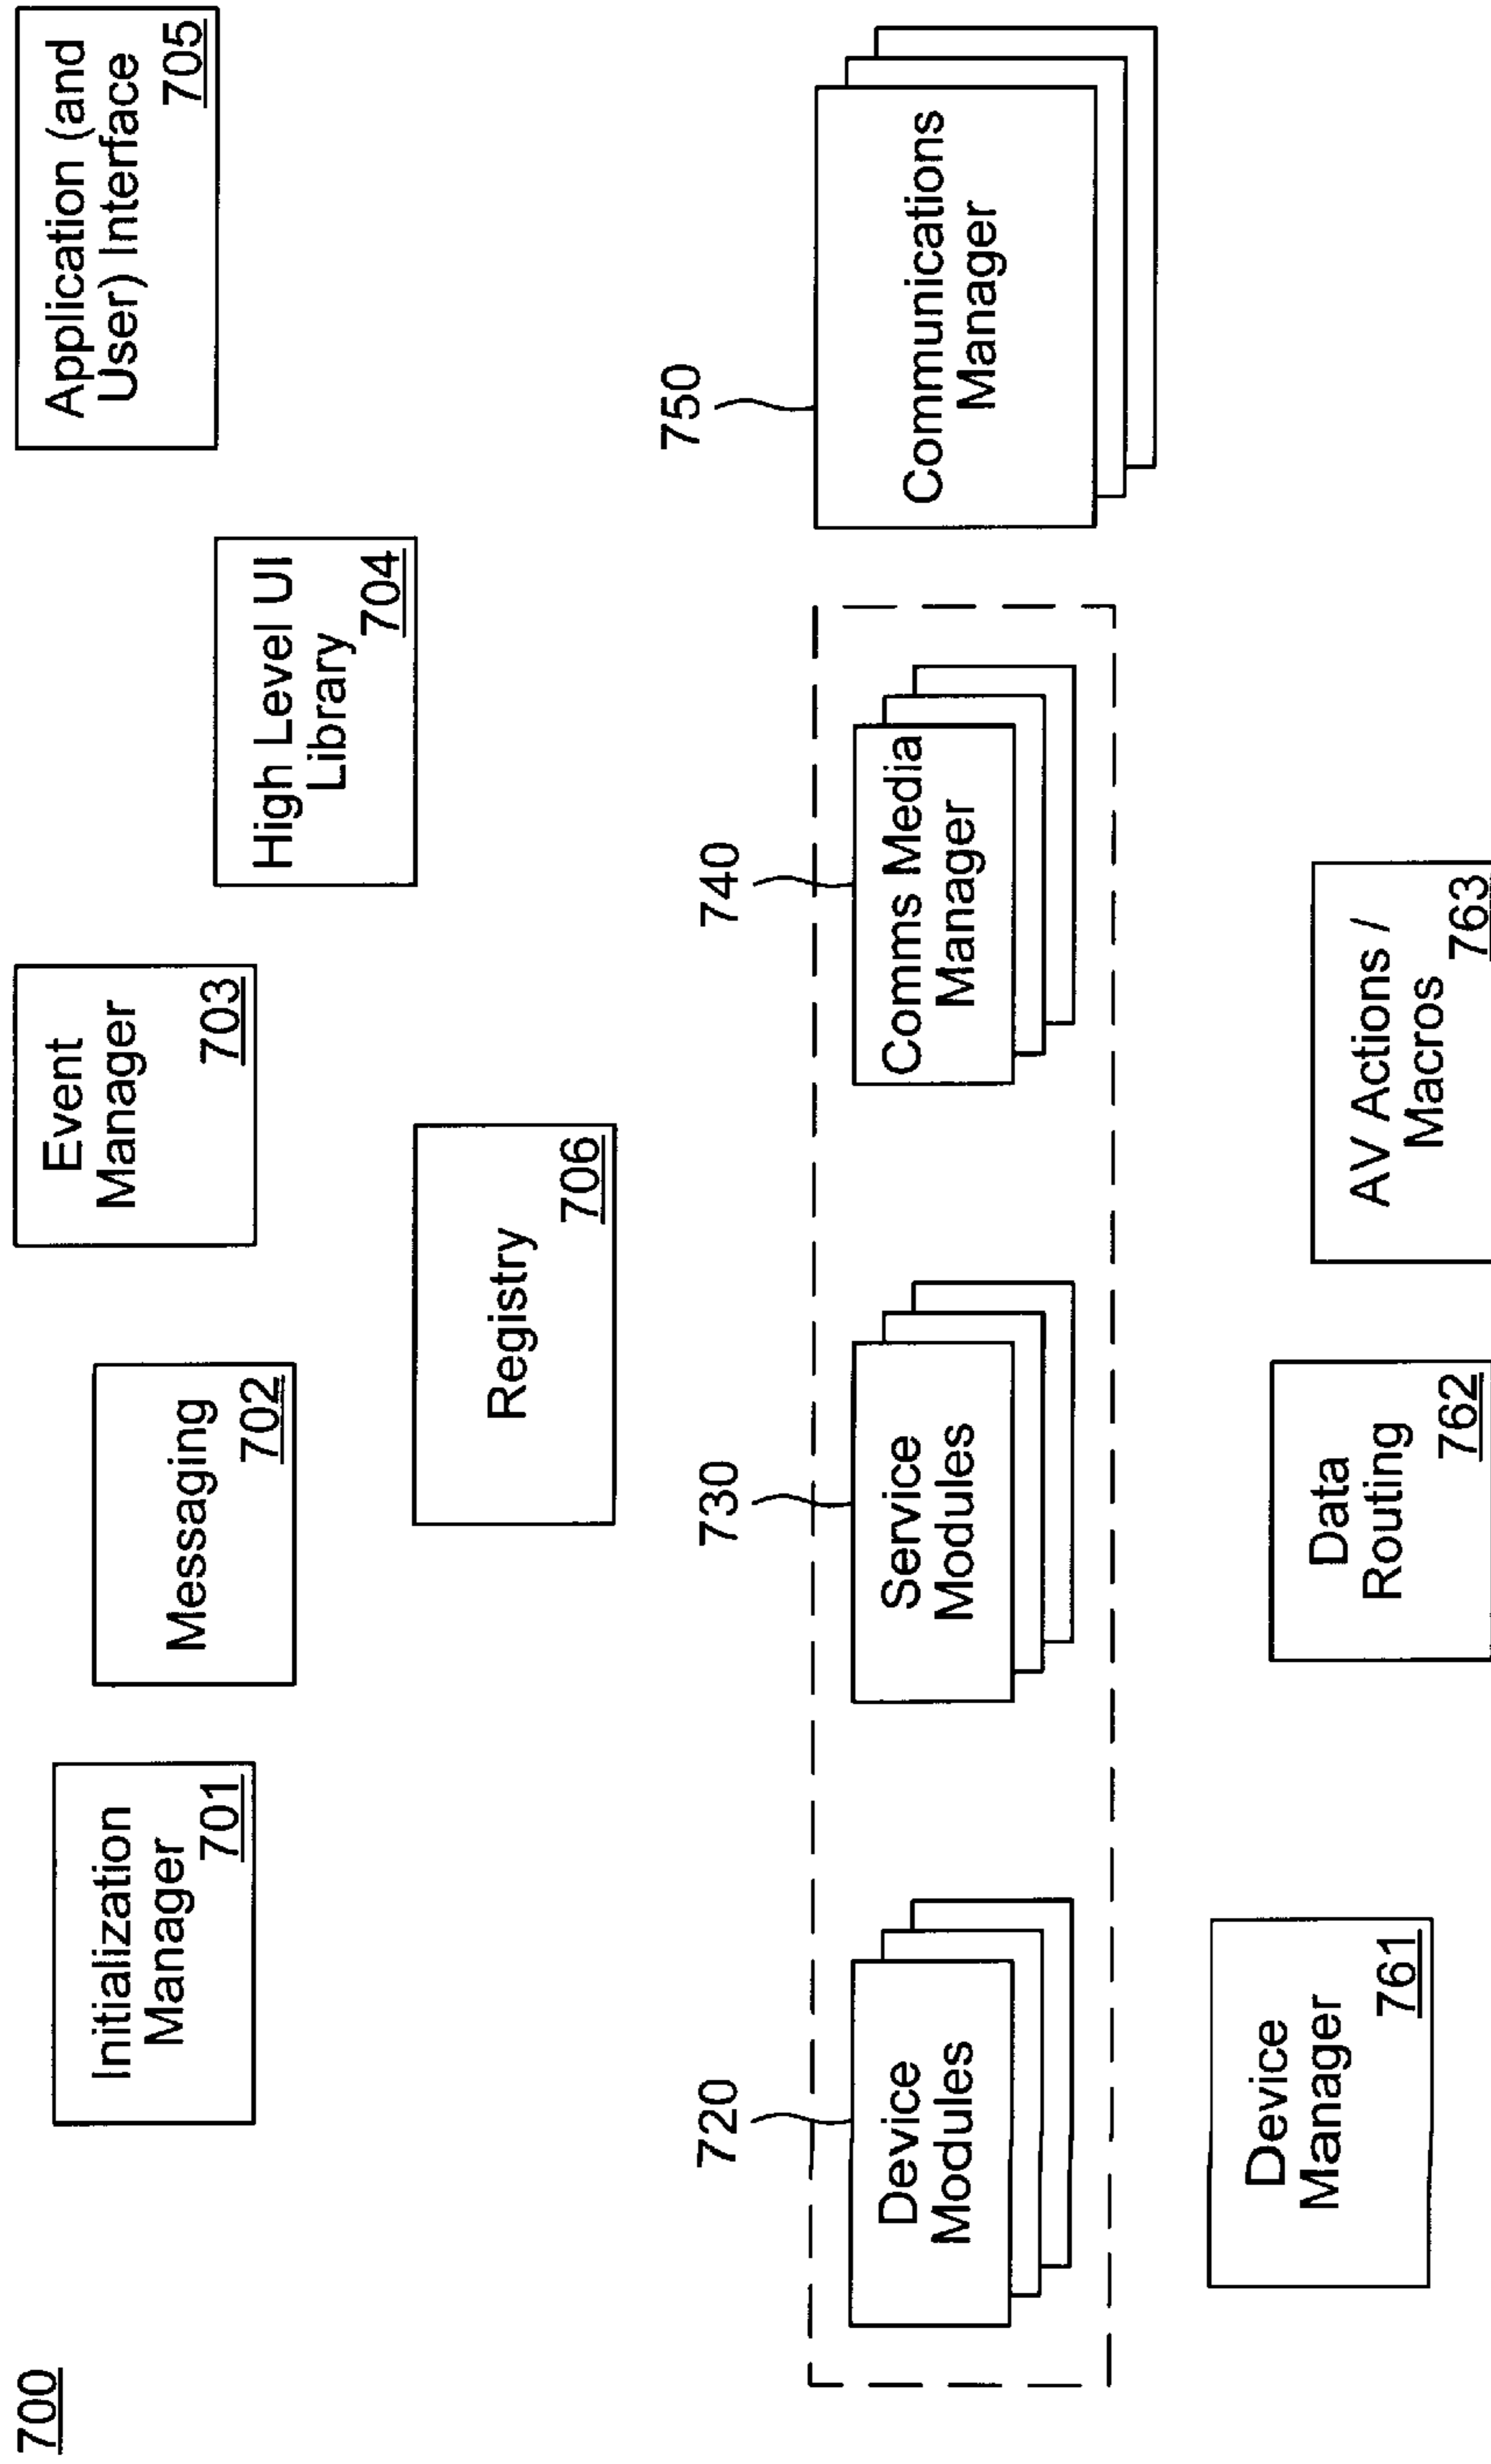 700
Initialization
Manager
701
Messaging
702
Event
Manager
703
High Level UI
Library
704
Application (and
User) Interface
705
Registry
706
720
Device
Modules
730
Service
Modules
740
Comms Media
Manager
750
Communications
Manager
Device
Manager
761
Data
Routing
762
AV Actions /
Macros
763